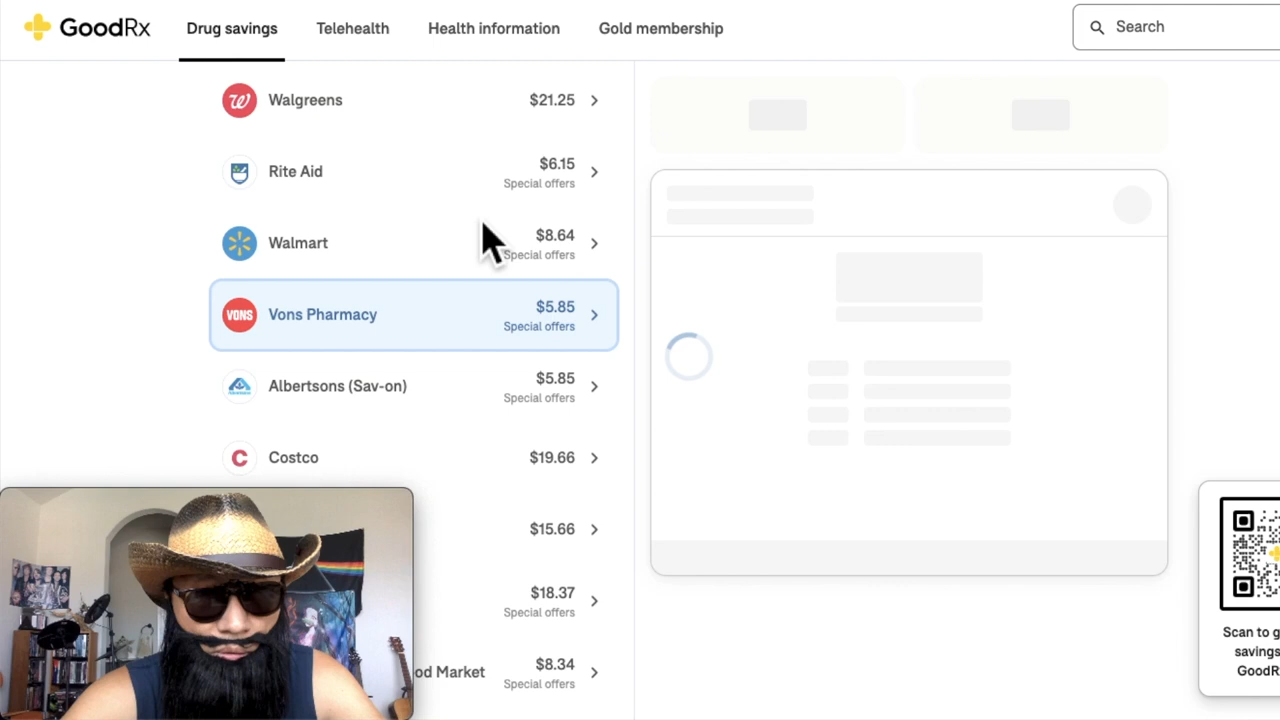 GoodRx
Drug savings
Telehealth
Health information
Gold membership
Search
Walgreens
$21.25
Rite Aid
$6.15
Special offers
Walmart
$8.64
Special offers
VONS
Vons Pharmacy
$5.85
Special offers
Albertsons (Sav-on)
$5.85
Special offers
Costco
$19.66
$15.66
$18.37
Special offers
od Market
$8.34
Special offers
Scan to g
savings
GoodR